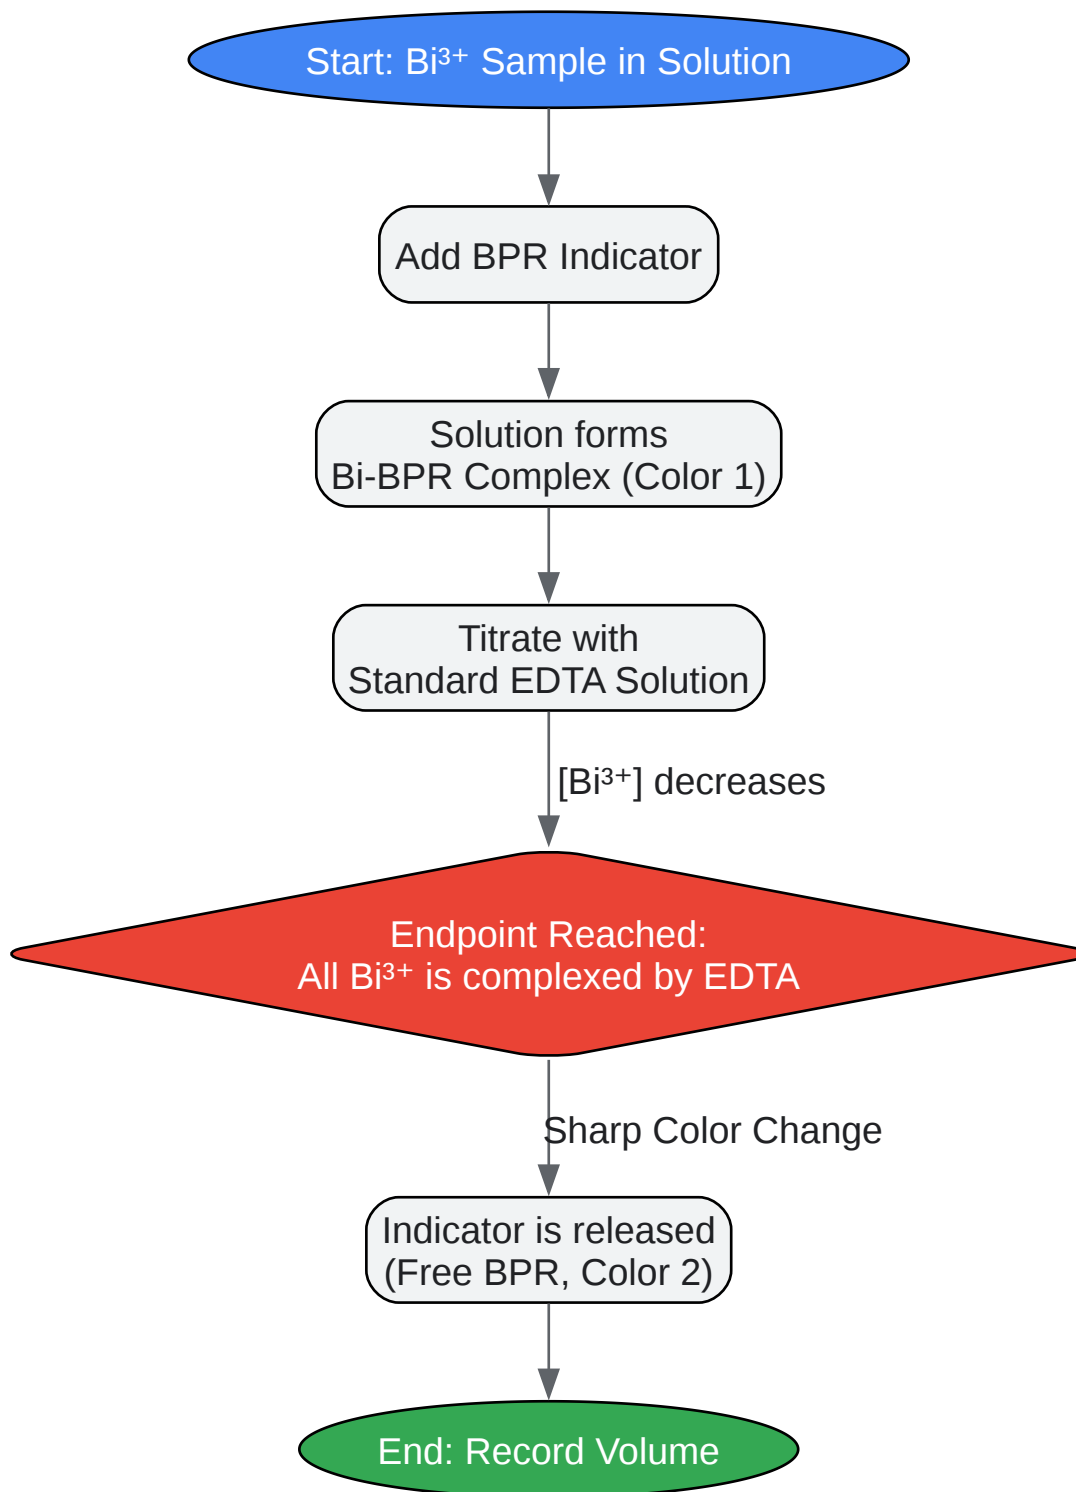 Start: Bi³⁺ Sample in Solution
Add BPR Indicator
Solution forms
Bi-BPR Complex (Color 1)
Titrate with
Standard EDTA Solution
[Bi³⁺] decreases
Endpoint Reached:
All Bi³⁺ is complexed by EDTA
Sharp Color Change
Indicator is released
(Free BPR, Color 2)
End: Record Volume